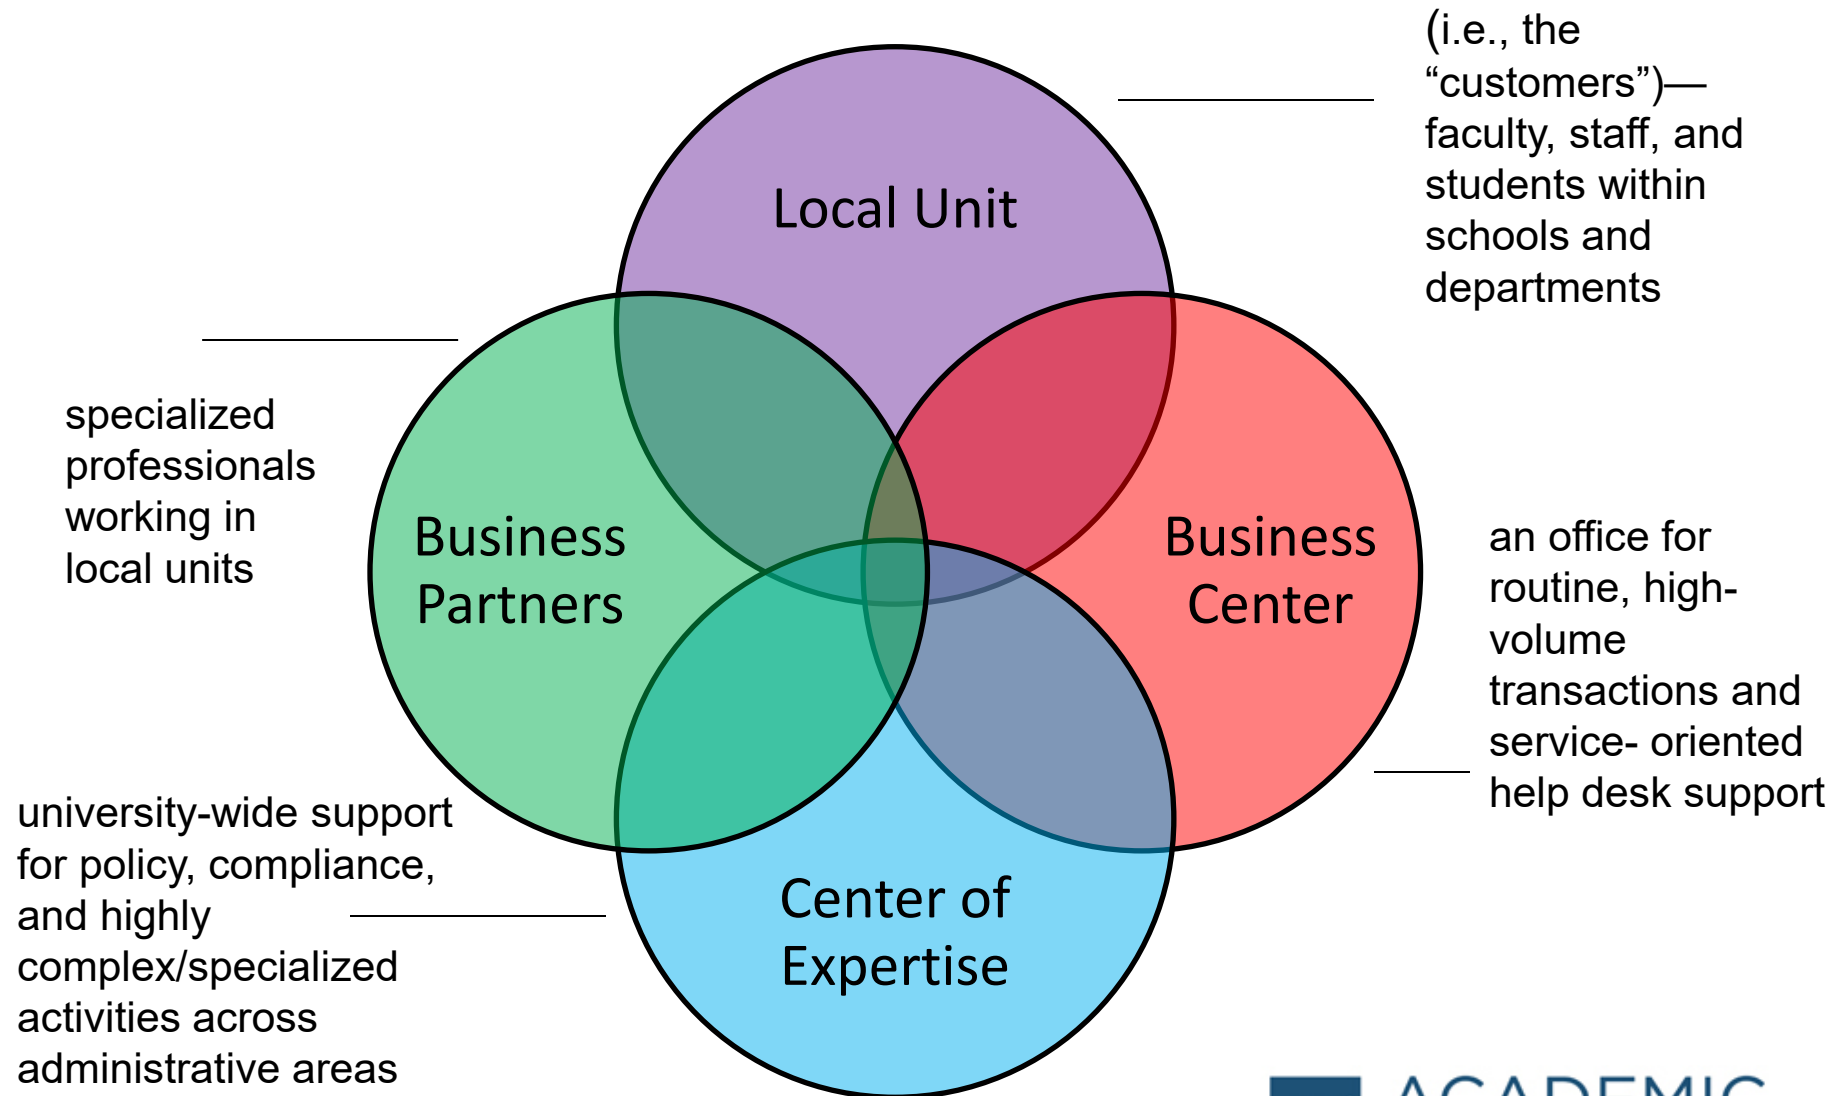 (i.e., the
“customers”)—
faculty, staff, and
students within
schools and
departments
Local Unit
specialized
professionals
working in
local units
Business
Partners
Business
Center
an office for
routine, high-
volume
transactions and
service- oriented
help desk support
university-wide support
for policy, compliance,
and highly
complex/specialized
activities across
administrative areas
Center of
Expertise
ACADEMIC